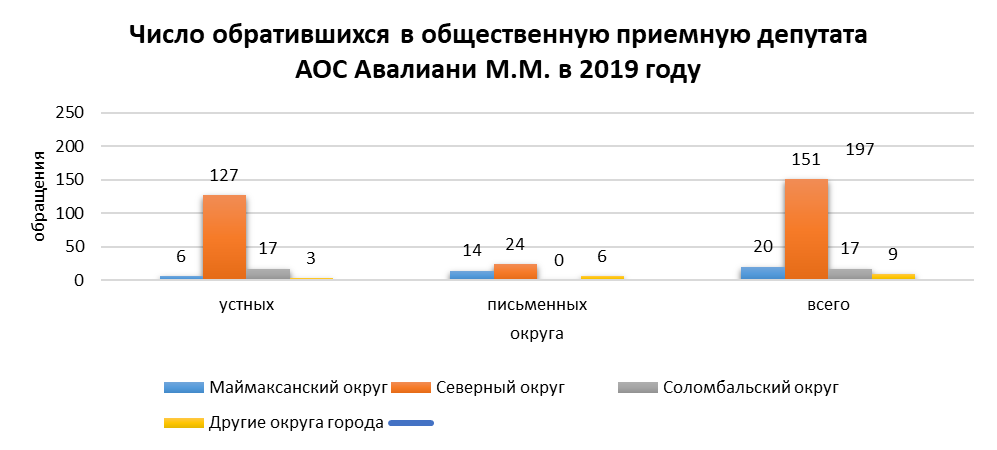 Число обратившихся в общественную приемную депутата
АОС Авалиани М.М. в 2019 году
обращения
250
200
150
100
50
0
6
127
17
3
14
24
0
6
20
151
17
9
197
устных
письменных
всего
округа
Маймаксанский округ
Северный округ
Соломбальский округ
Другие округа города